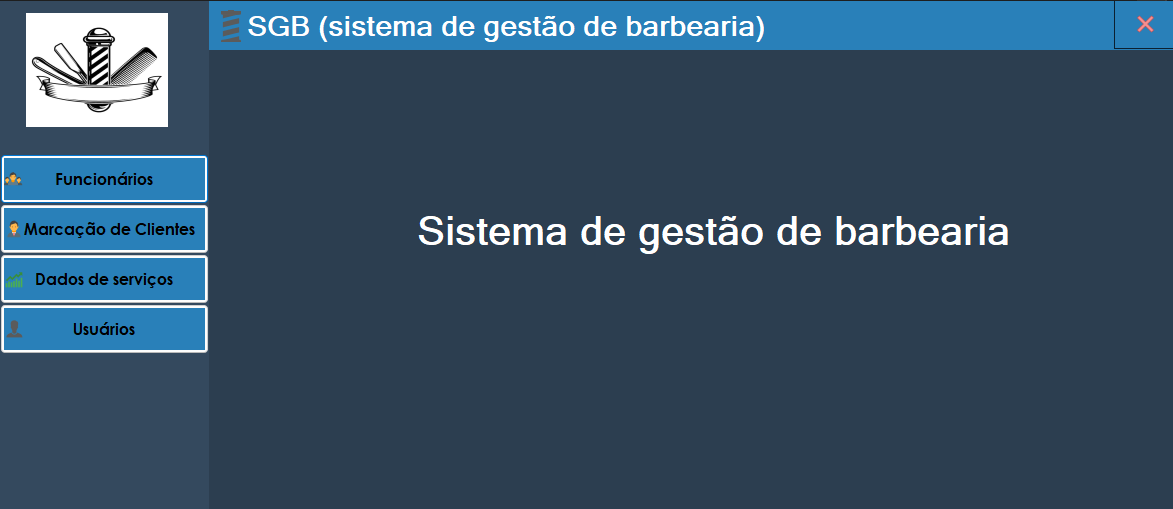 SGB (sistema de gestão de barbearia)
Funcionários
Marcação de Clientes
Dados de serviços
Usuários
Sistema de gestão de barbearia